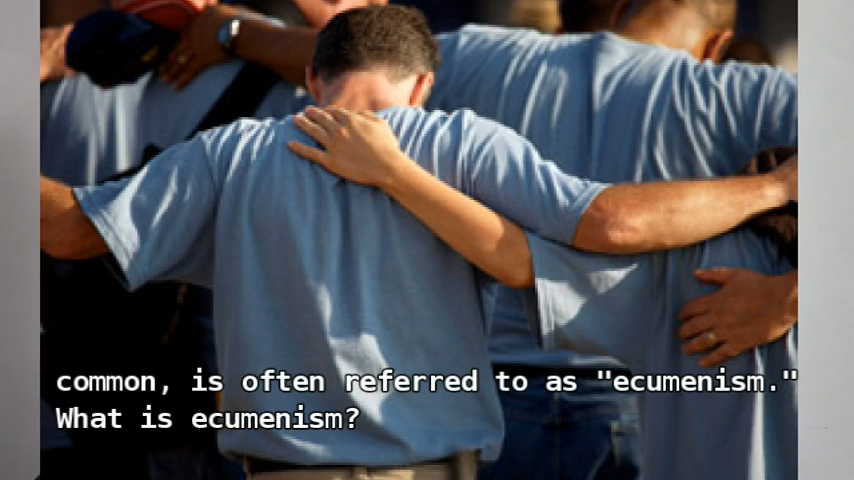 common, is often referred to as "ecumenism."
What is ecumenism?